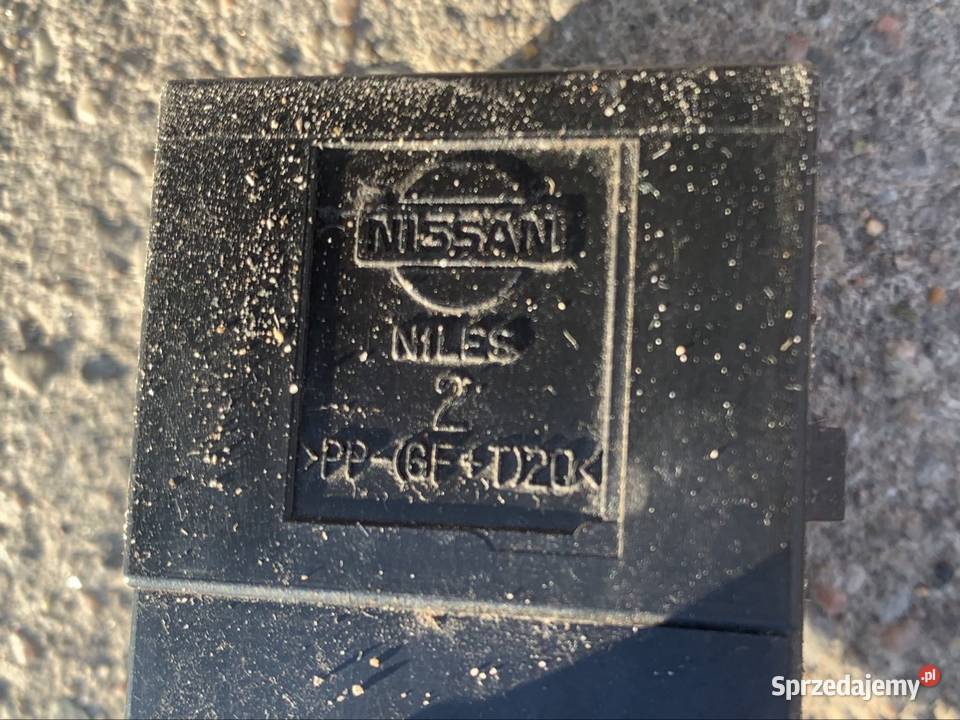 NISSAN
NILES
2
>PP-(GF+T)20<
Sprzedajemy.pl